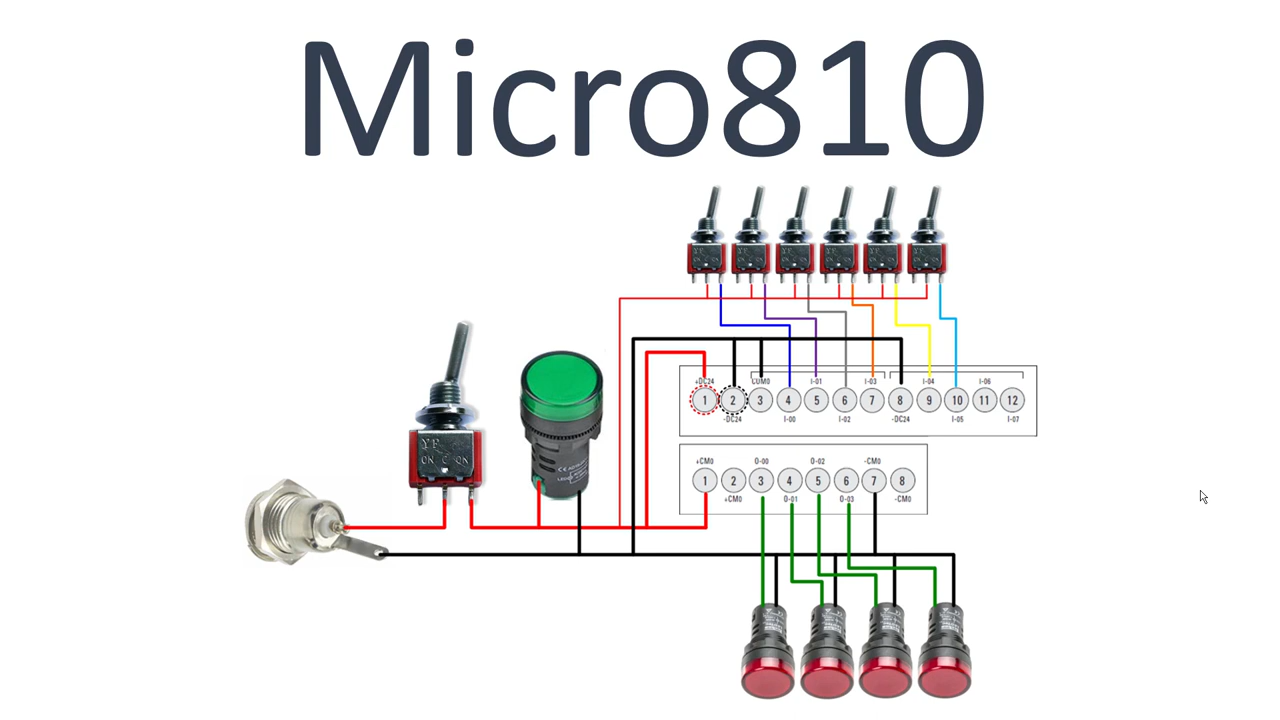 Micro810
YF
ON C ON
+DC24 COM0 I-01 I-03 I-04 I-06
1 2 3 4 5 6 7 8 9 10 11 12
-DC24 I-00 I-02 -DC24 I-05 I-07
+CM0 O-00 O-02 -CM0
1 2 3 4 5 6 7 8
+CM0 O-01 O-03 -CM0